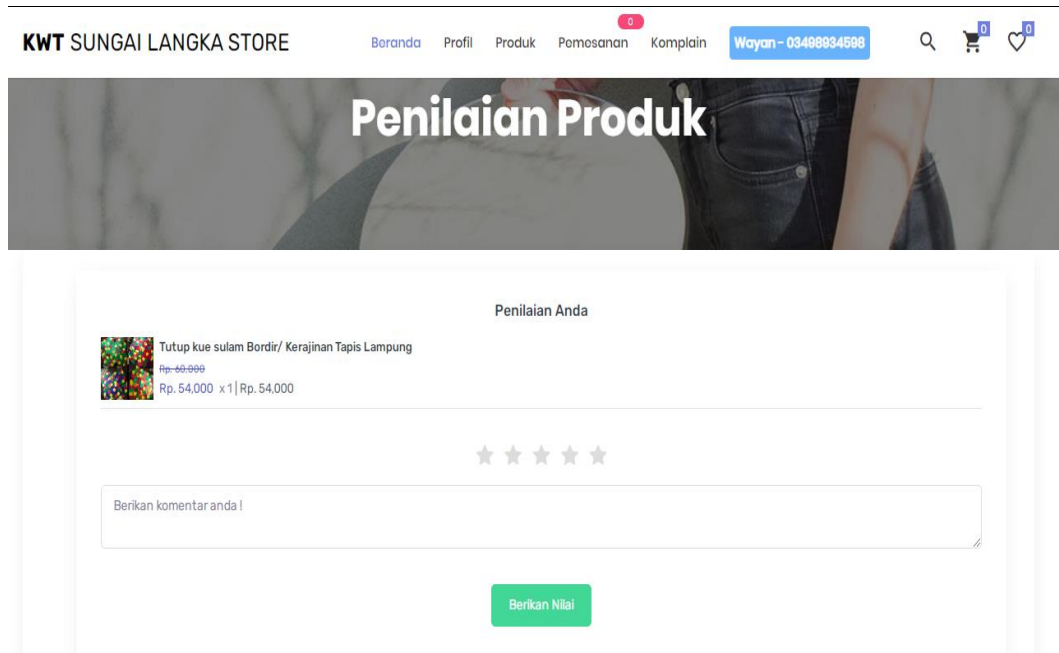 KWT SUNGAI LANGKA STORE
Beranda Profil Produk Pemesanan 0 Komplain Wayan - 03498934598 0 0
Penilaian Produk
Penilaian Anda
Tutup kue sulam Bordir/ Kerajinan Tapis Lampung
Rp. 60.000
Rp. 54,000 x 1 | Rp. 54,000
Berikan komentar anda !
Berikan Nilai